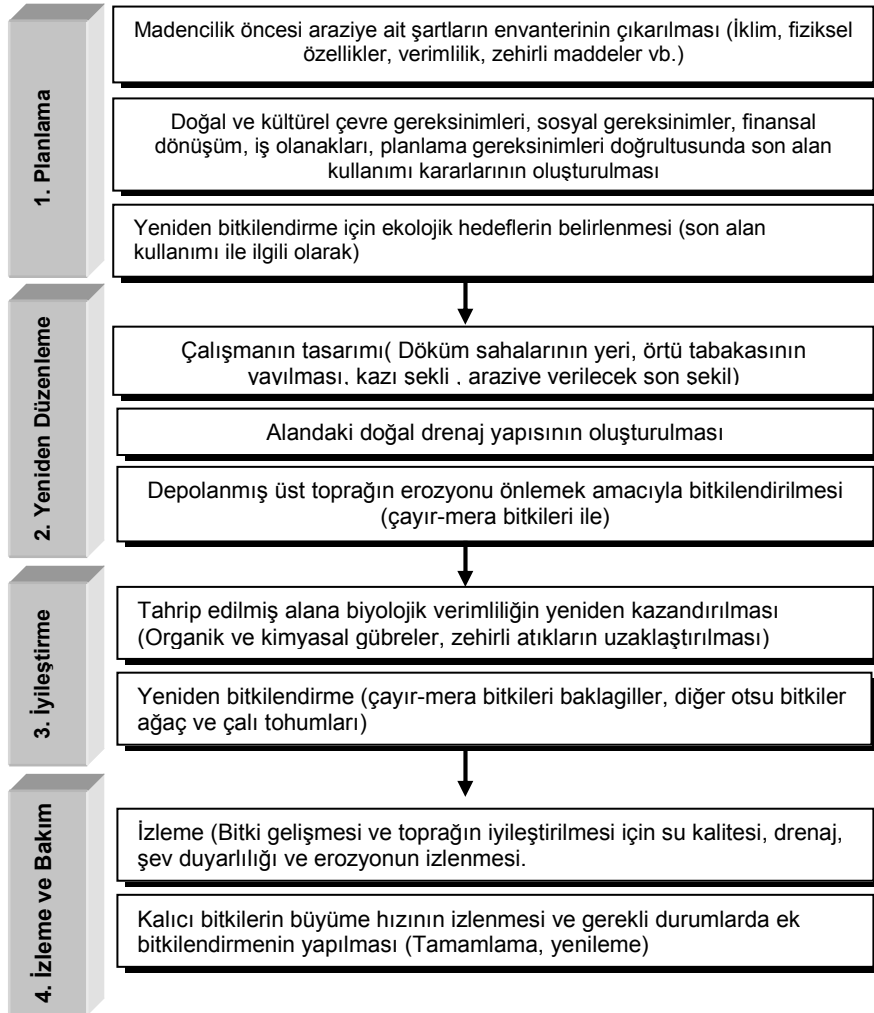 1. Planlama
Madencilik öncesi araziye ait şartların envanterinin çıkarılması (İklim, fiziksel
özellikler, verimlilik, zehirli maddeler vb.)
Doğal ve kültürel çevre gereksinimleri, sosyal gereksinimler, finansal
dönüşüm, iş olanakları, planlama gereksinimleri doğrultusunda son alan
kullanımı kararlarının oluşturulması
Yeniden bitkilendirme için ekolojik hedeflerin belirlenmesi (son alan
kullanımı ile ilgili olarak)
2. Yeniden Düzenleme
Çalışmanın tasarımı( Döküm sahalarının yeri, örtü tabakasının
yayılması, kazı şekli , araziye verilecek son şekil)
Alandaki doğal drenaj yapısının oluşturulması
Depolanmış üst toprağın erozyonu önlemek amacıyla bitkilendirilmesi
(çayır-mera bitkileri ile)
3. İyileştirme
Tahrip edilmiş alana biyolojik verimliliğin yeniden kazandırılması
(Organik ve kimyasal gübreler, zehirli atıkların uzaklaştırılması)
Yeniden bitkilendirme (çayır-mera bitkileri baklagiller, diğer otsu bitkiler
ağaç ve çalı tohumları)
4. İzleme ve Bakım
İzleme (Bitki gelişmesi ve toprağın iyileştirilmesi için su kalitesi, drenaj,
şev duyarlılığı ve erozyonun izlenmesi.
Kalıcı bitkilerin büyüme hızının izlenmesi ve gerekli durumlarda ek
bitkilendirmenin yapılması (Tamamlama, yenileme)